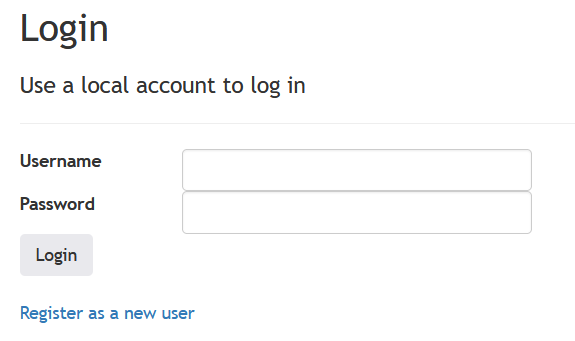 Login
Use a local account to log in
Username
Password
Login
Register as a new user